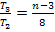 T₈/T₂ = n−3/8